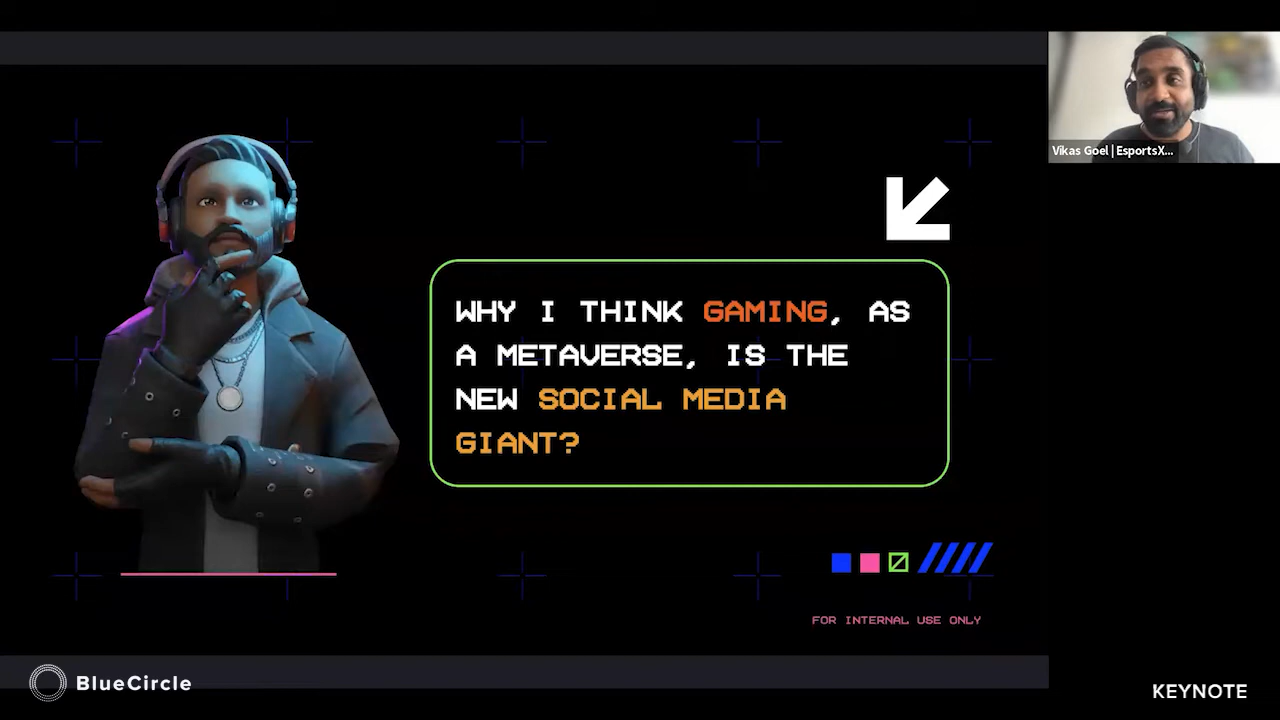 Vikas Goel | EsportsX...
WHY I THINK GAMING, AS
A METAVERSE, IS THE
NEW SOCIAL MEDIA
GIANT?
FOR INTERNAL USE ONLY
BlueCircle
KEYNOTE